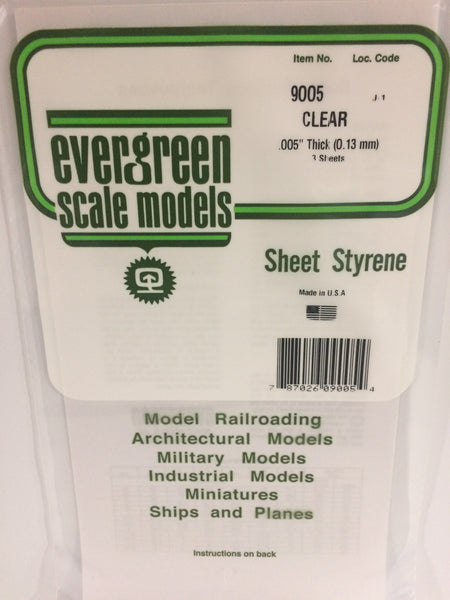 Item No. Loc. Code
9005 J-1
CLEAR
.005" Thick (0.13 mm)
3 Sheets
evergreen
scale models
Sheet Styrene
Made in U.S.A
7 87026 09005 4
Model Railroading
Architectural Models
Military Models
Industrial Models
Miniatures
Ships and Planes
Instructions on back